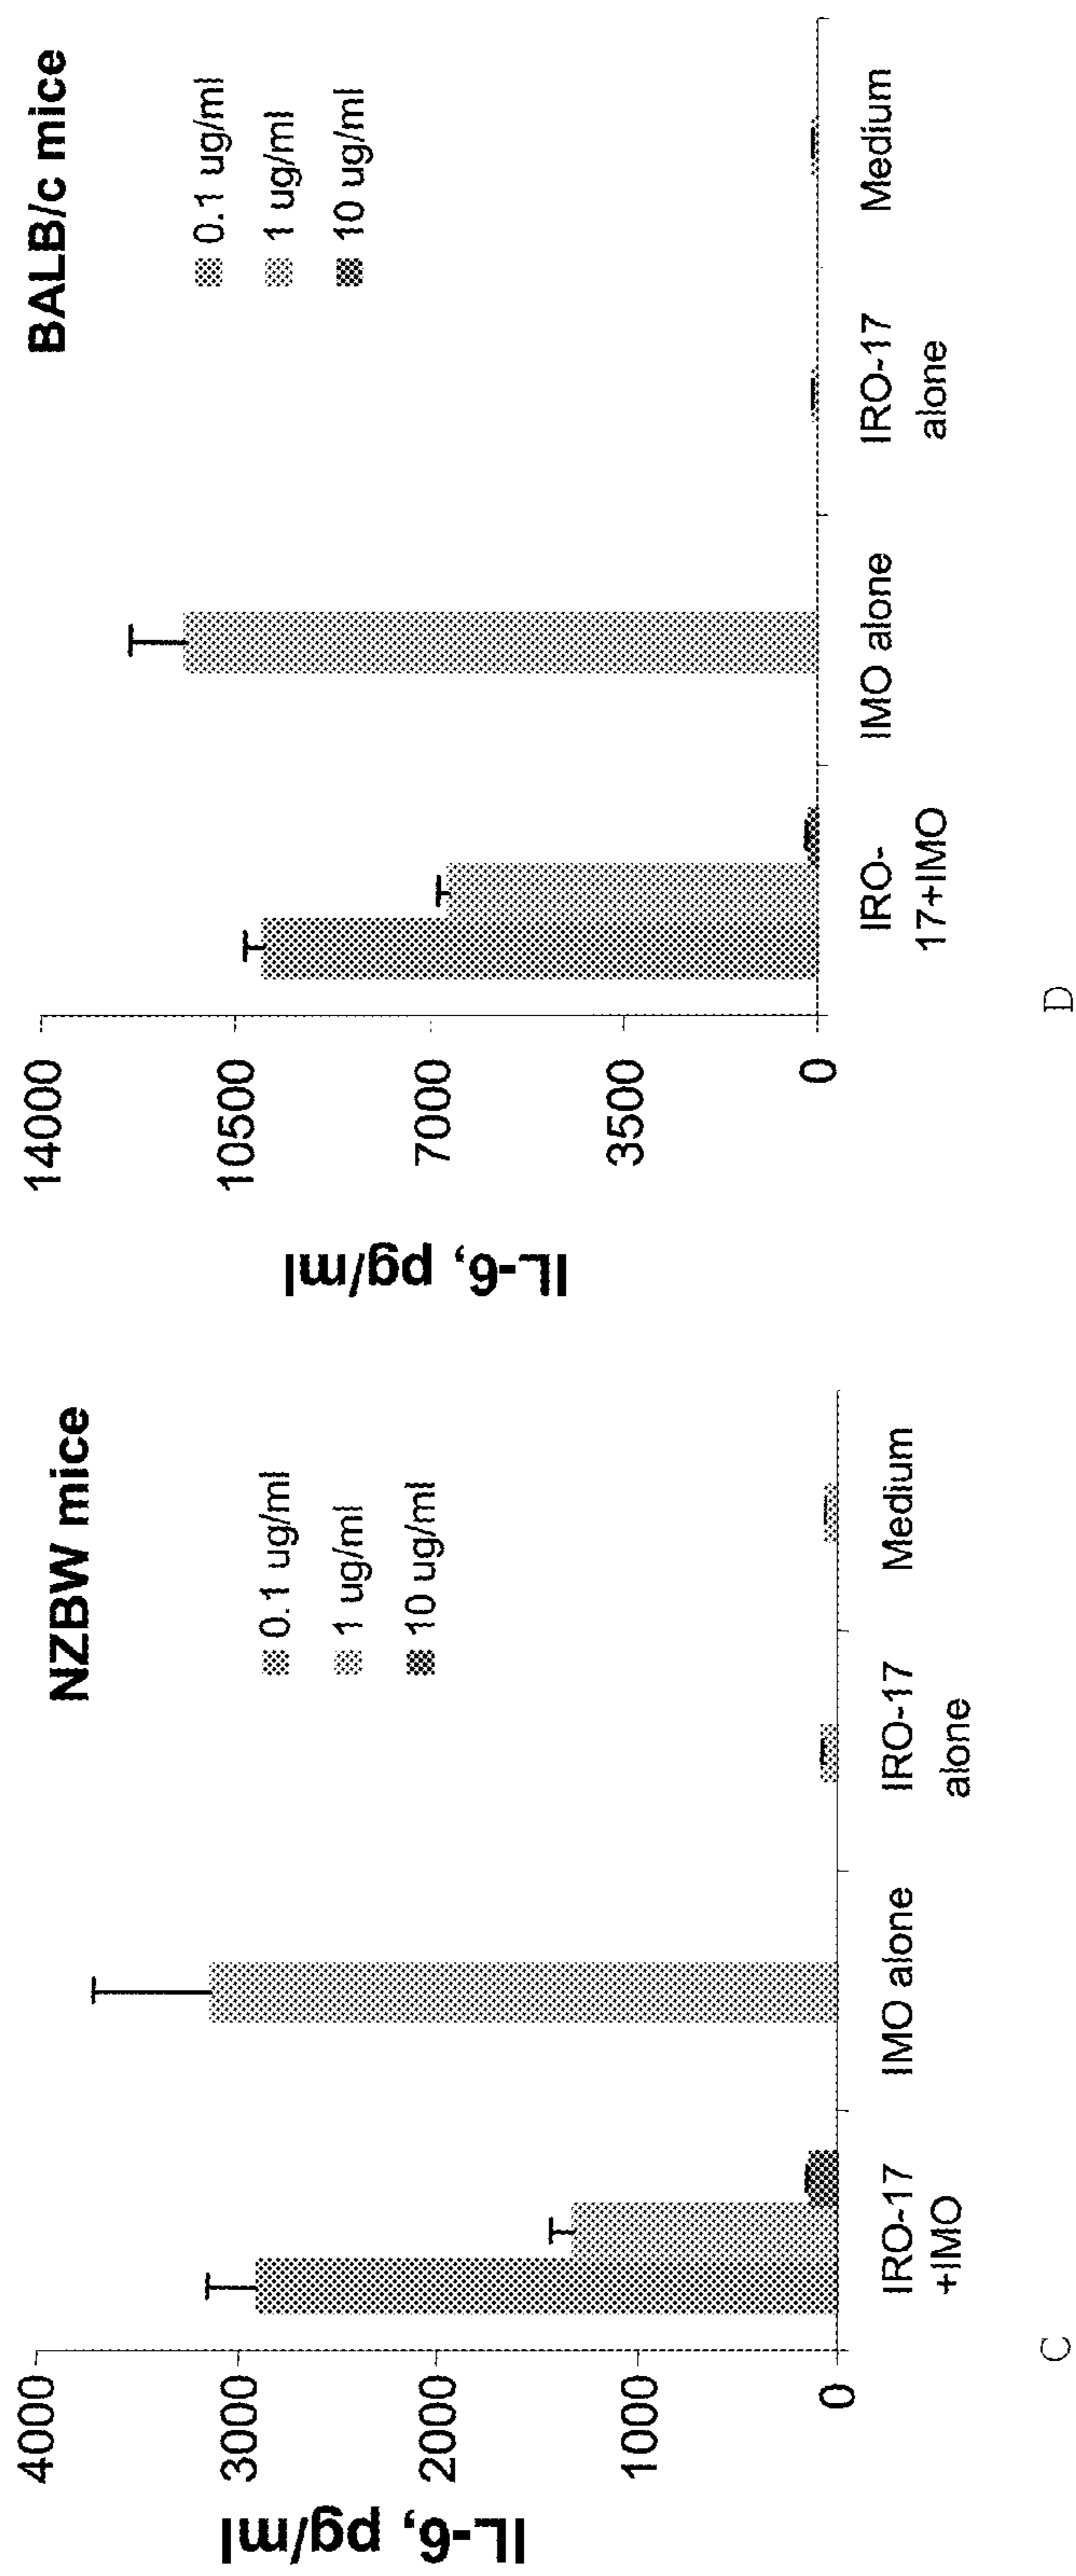 NZBW mice
0.1 ug/ml
1 ug/ml
10 ug/ml
IL-6, pg/ml
4000
3000
2000
1000
0
IRO-17
+IMO
IMO alone
IRO-17
alone
Medium
C
BALB/c mice
0.1 ug/ml
1 ug/ml
10 ug/ml
IL-6, pg/ml
14000
10500
7000
3500
0
IRO-
17+IMO
IMO alone
IRO-17
alone
Medium
D